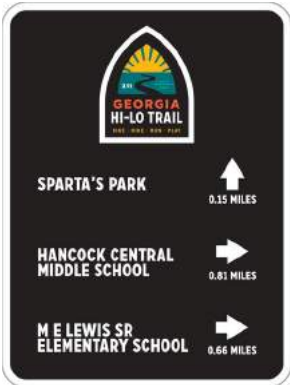 GEORGIA
HI-LO TRAIL
BIKE · HIKE · RUN · PLAY
SPARTA'S PARK
0.15 MILES
HANCOCK CENTRAL
MIDDLE SCHOOL
0.81 MILES
M E LEWIS SR
ELEMENTARY SCHOOL
0.66 MILES